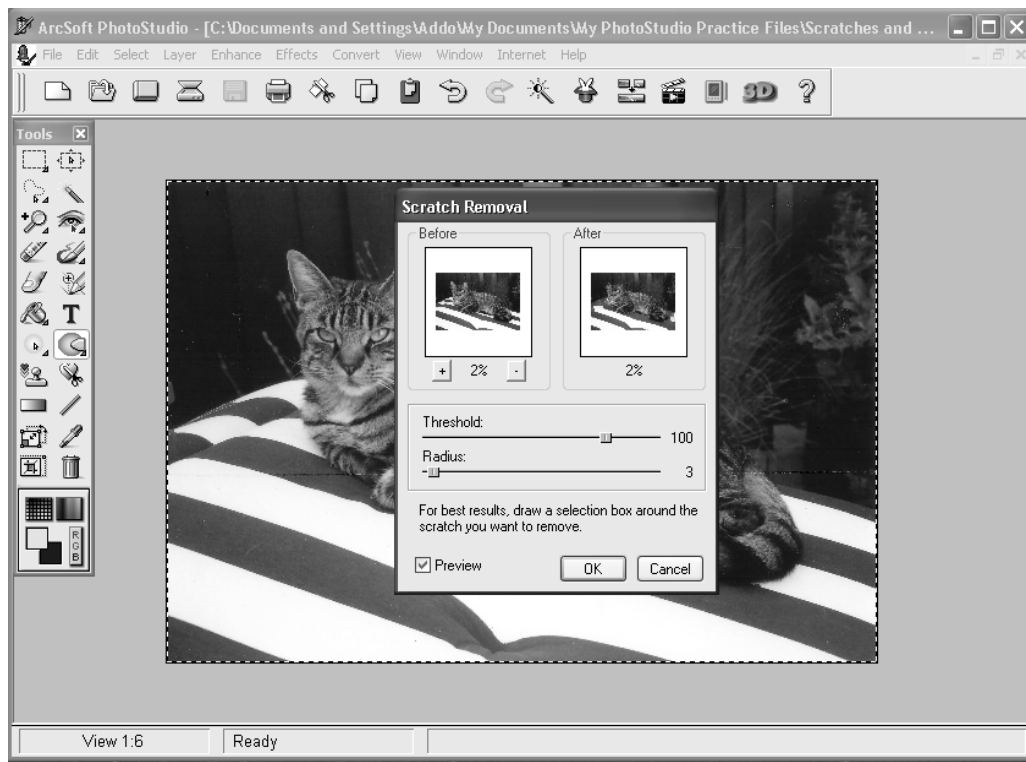 ArcSoft PhotoStudio - [C:\Documents and Settings\Addo\My Documents\My PhotoStudio Practice Files\Scratches and ...
File Edit Select Layer Enhance Effects Convert View Window Internet Help
3D ?
Tools
T
R
G
B
Scratch Removal
Before After
+ 2% - 2%
Threshold:
100
Radius:
3
For best results, draw a selection box around the
scratch you want to remove.
Preview OK Cancel
View 1:6 Ready